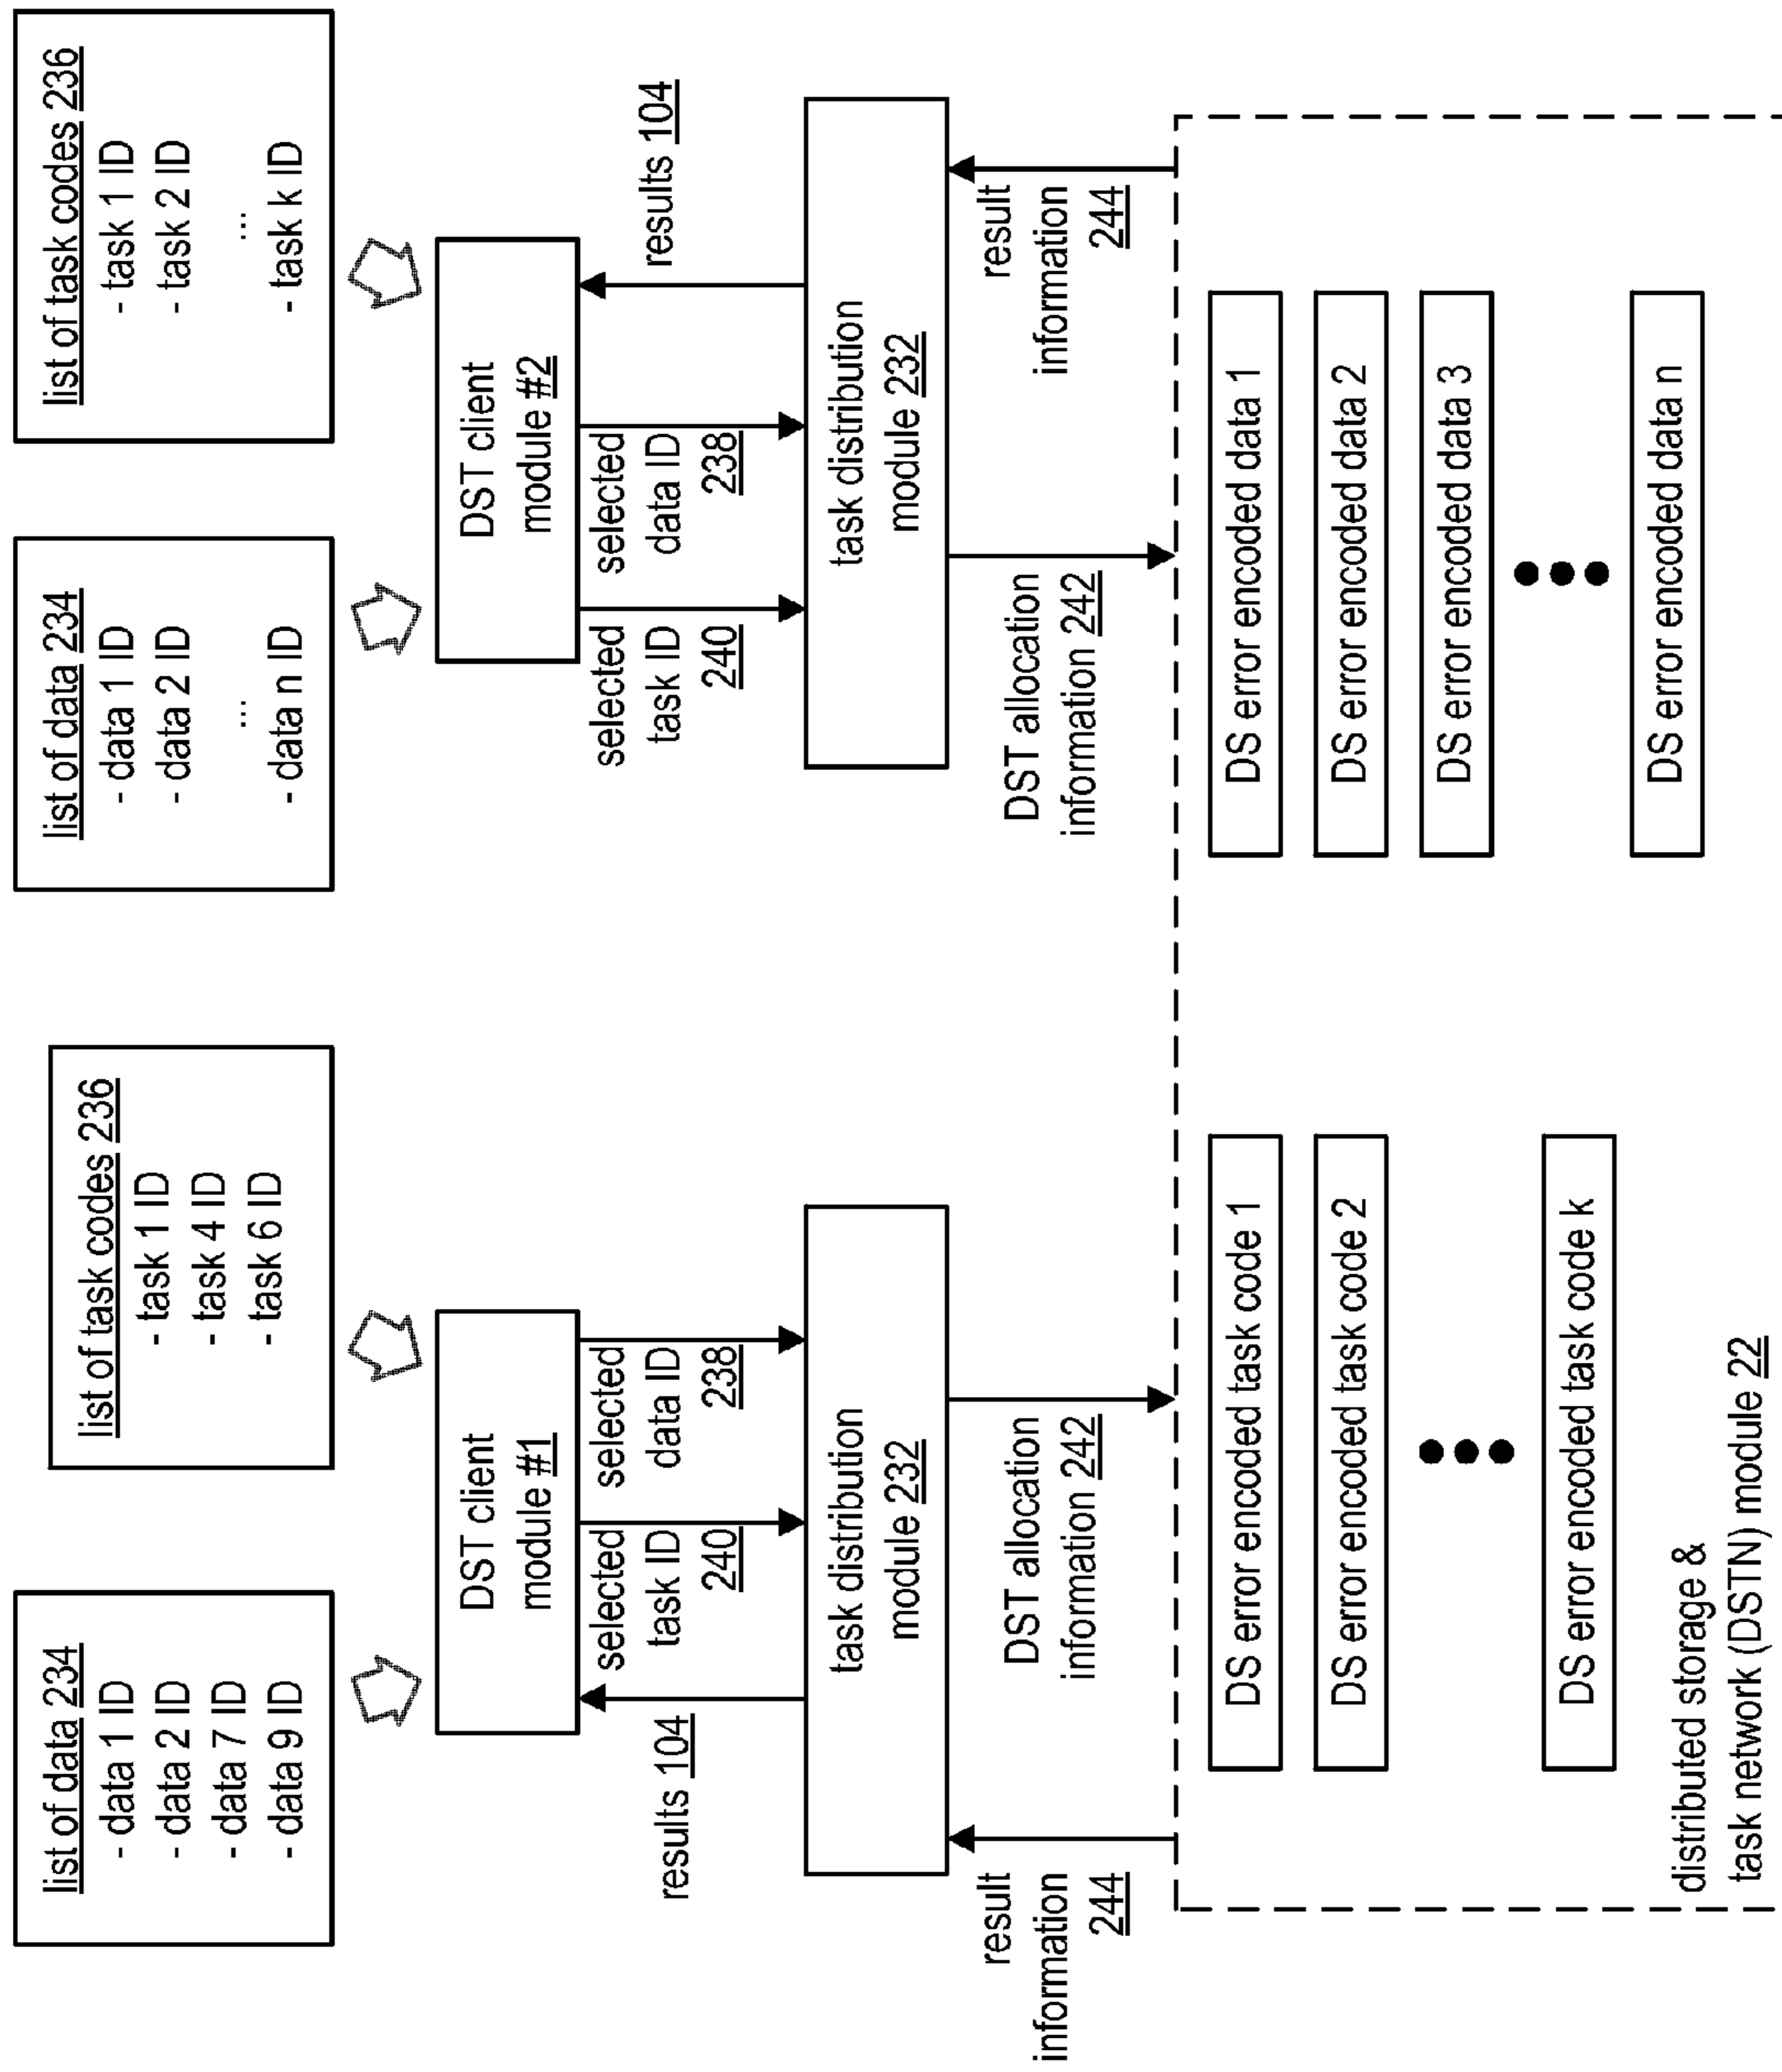 list of data 234
- data 1 ID
- data 2 ID
- data 7 ID
- data 9 ID
list of task codes 236
- task 1 ID
- task 4 ID
- task 6 ID
list of data 234
- data 1 ID
- data 2 ID
...
- data n ID
list of task codes 236
- task 1 ID
- task 2 ID
...
- task k ID
DST client
module #1
DST client
module #2
results 104
selected
task ID
240
selected
data ID
238
selected
task ID
240
selected
data ID
238
results 104
task distribution
module 232
task distribution
module 232
result
information
244
DST allocation
information 242
DST allocation
information 242
result
information
244
DS error encoded task code 1
DS error encoded task code 2
DS error encoded task code k
DS error encoded data 1
DS error encoded data 2
DS error encoded data 3
DS error encoded data n
distributed storage &
task network (DSTN) module 22